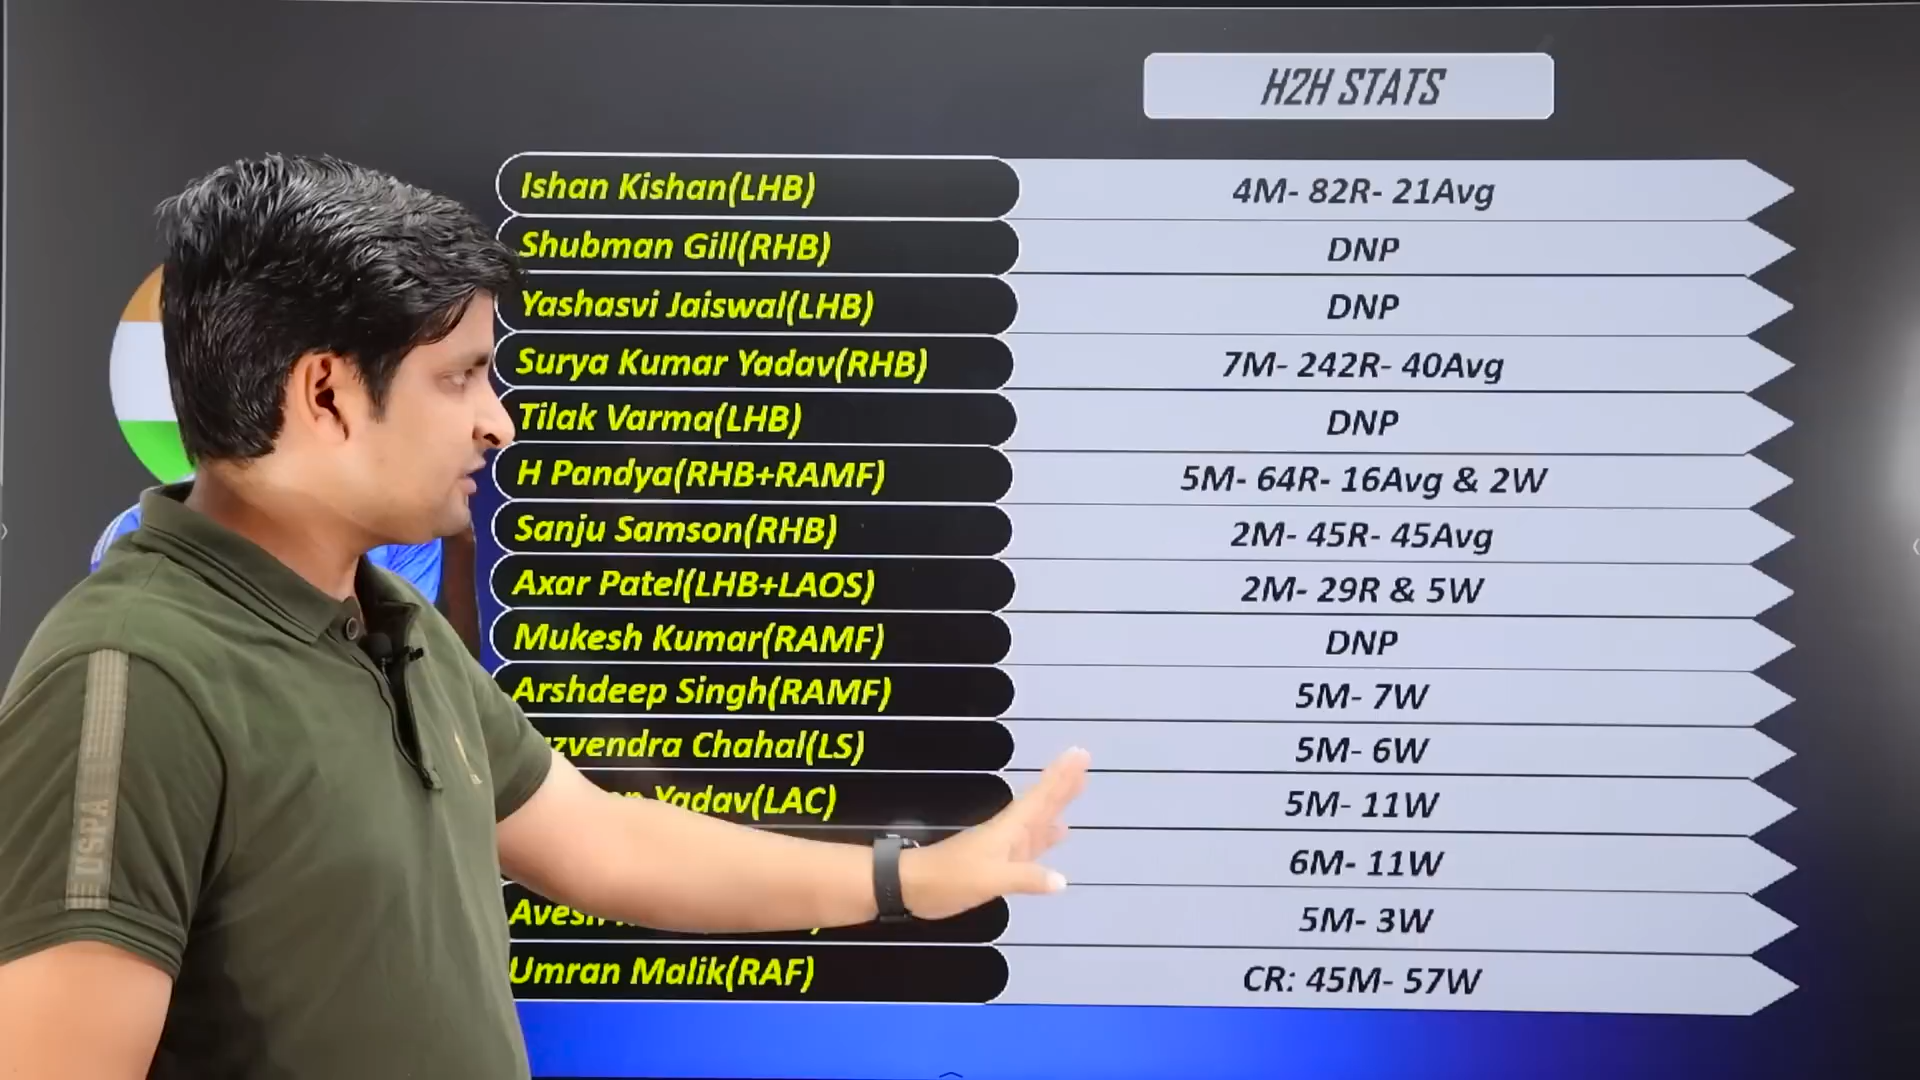 H2H STATS
Ishan Kishan(LHB) 4M- 82R- 21Avg
Shubman Gill(RHB) DNP
Yashasvi Jaiswal(LHB) DNP
Surya Kumar Yadav(RHB) 7M- 242R- 40Avg
Tilak Varma(LHB) DNP
H Pandya(RHB+RAMF) 5M- 64R- 16Avg & 2W
Sanju Samson(RHB) 2M- 45R- 45Avg
Axar Patel(LHB+LAOS) 2M- 29R & 5W
Mukesh Kumar(RAMF) DNP
Arshdeep Singh(RAMF) 5M- 7W
Chahal(LS) 5M- 6W
Yadav(LAC) 5M- 11W
6M- 11W
5M- 3W
Umran Malik(RAF) CR: 45M- 57W
USPA